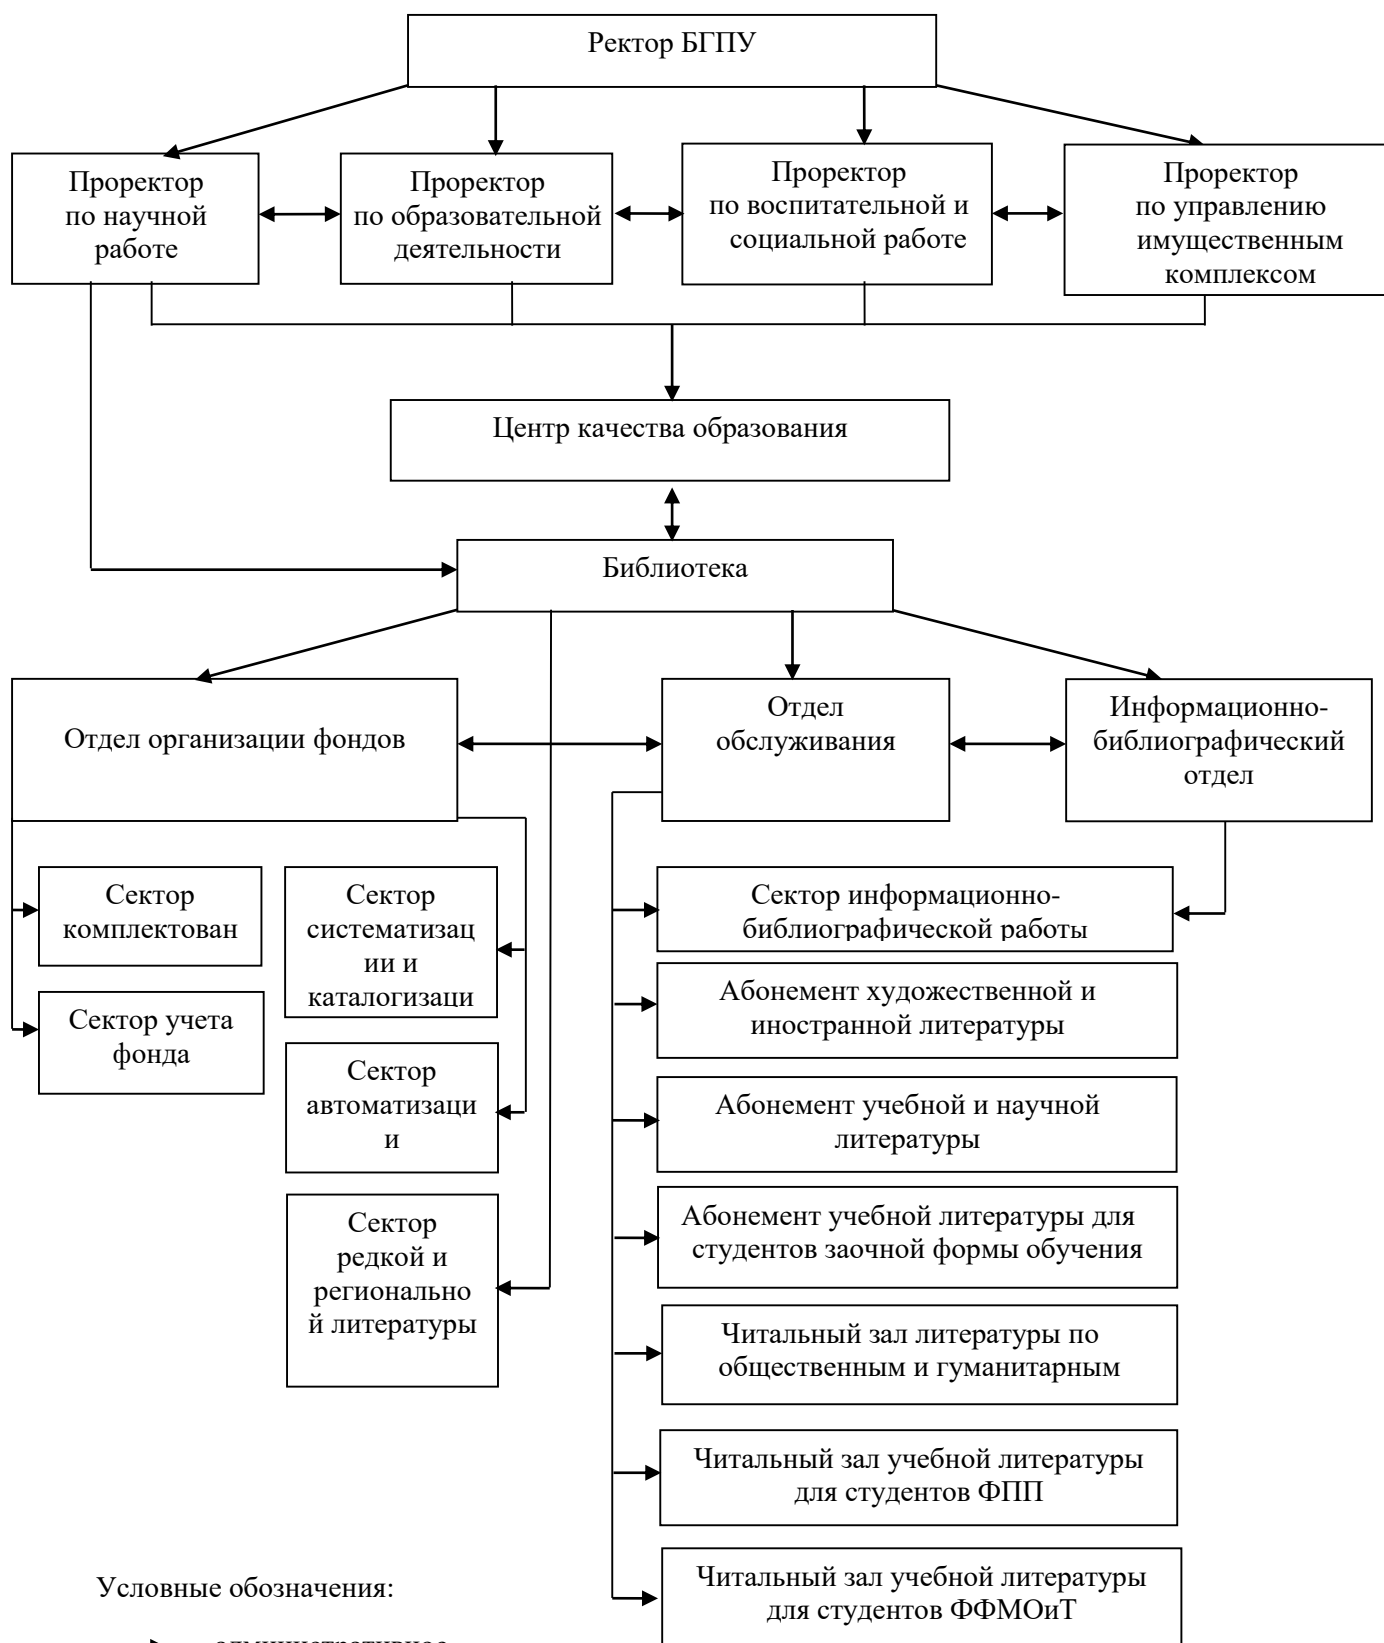 Ректор БГПУ
Проректор
по научной
работе
Проректор
по образовательной
деятельности
Проректор
по воспитательной и
социальной работе
Проректор
по управлению
имущественным
комплексом
Центр качества образования
Библиотека
Отдел организации фондов
Отдел
обслуживания
Информационно-
библиографический
отдел
Сектор
комплектован
Сектор учета
фонда
Сектор
систематизац
ии и
каталогизаци
Сектор
автоматизаци
и
Сектор
редкой и
регионально
й литературы
Сектор информационно-
библиографической работы
Абонемент художественной и
иностранной литературы
Абонемент учебной и научной
литературы
Абонемент учебной литературы для
студентов заочной формы обучения
Читальный зал литературы по
общественным и гуманитарным
Читальный зал учебной литературы
для студентов ФПП
Читальный зал учебной литературы
для студентов ФФМОиТ
Условные обозначения: